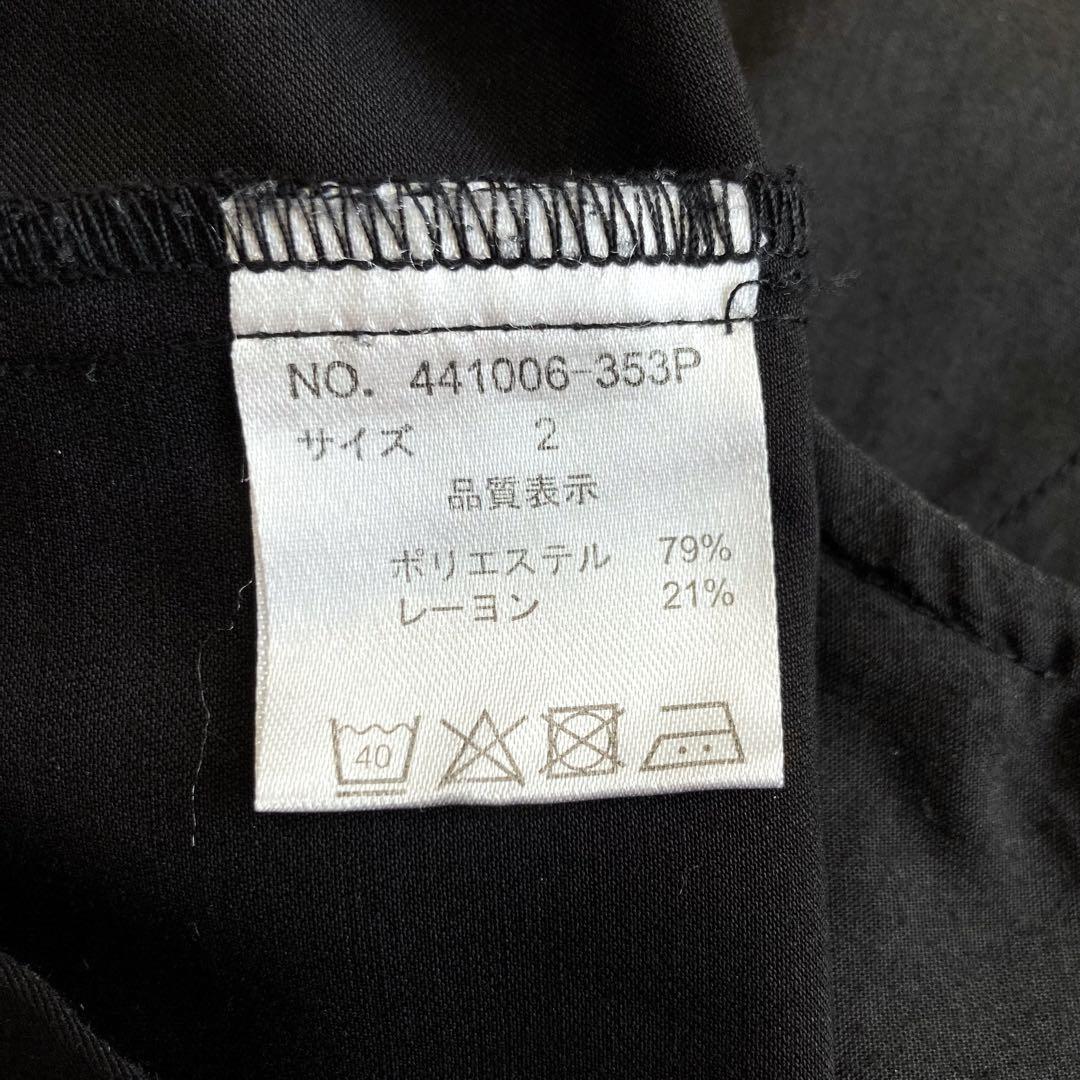 NO. 441006-353P
サイズ 2
品質表示
ポリエステル 79%
レーヨン 21%
40